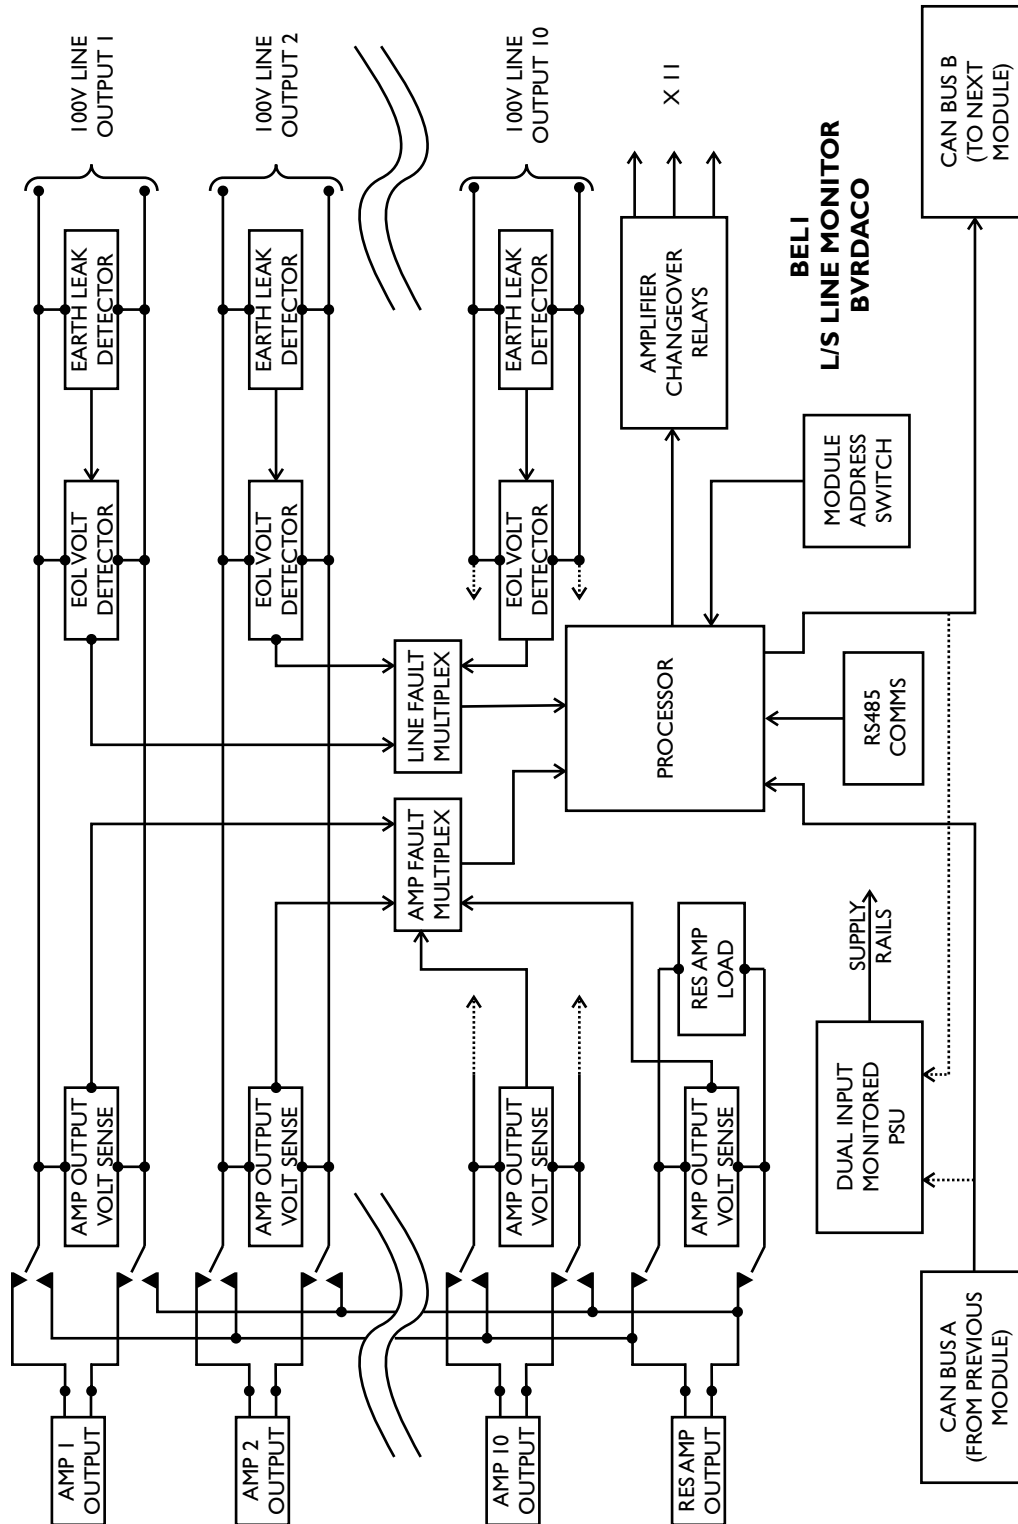 100V LINE
OUTPUT 1
100V LINE
OUTPUT 2
100V LINE
OUTPUT 10
X 11
CAN BUS B
(TO NEXT
MODULE)
EARTH LEAK
DETECTOR
EARTH LEAK
DETECTOR
EARTH LEAK
DETECTOR
AMPLIFIER
CHANGEOVER
RELAYS
BEL1
L/S LINE MONITOR
BVRDACO
EOL VOLT
DETECTOR
EOL VOLT
DETECTOR
EOL VOLT
DETECTOR
MODULE
ADDRESS
SWITCH
LINE FAULT
MULTIPLEX
PROCESSOR
RS485
COMMS
AMP FAULT
MULTIPLEX
RES AMP
LOAD
SUPPLY
RAILS
AMP OUTPUT
VOLT SENSE
AMP OUTPUT
VOLT SENSE
AMP OUTPUT
VOLT SENSE
AMP OUTPUT
VOLT SENSE
DUAL INPUT
MONITORED
PSU
AMP 1
OUTPUT
AMP 2
OUTPUT
AMP 10
OUTPUT
RES AMP
OUTPUT
CAN BUS A
(FROM PREVIOUS
MODULE)